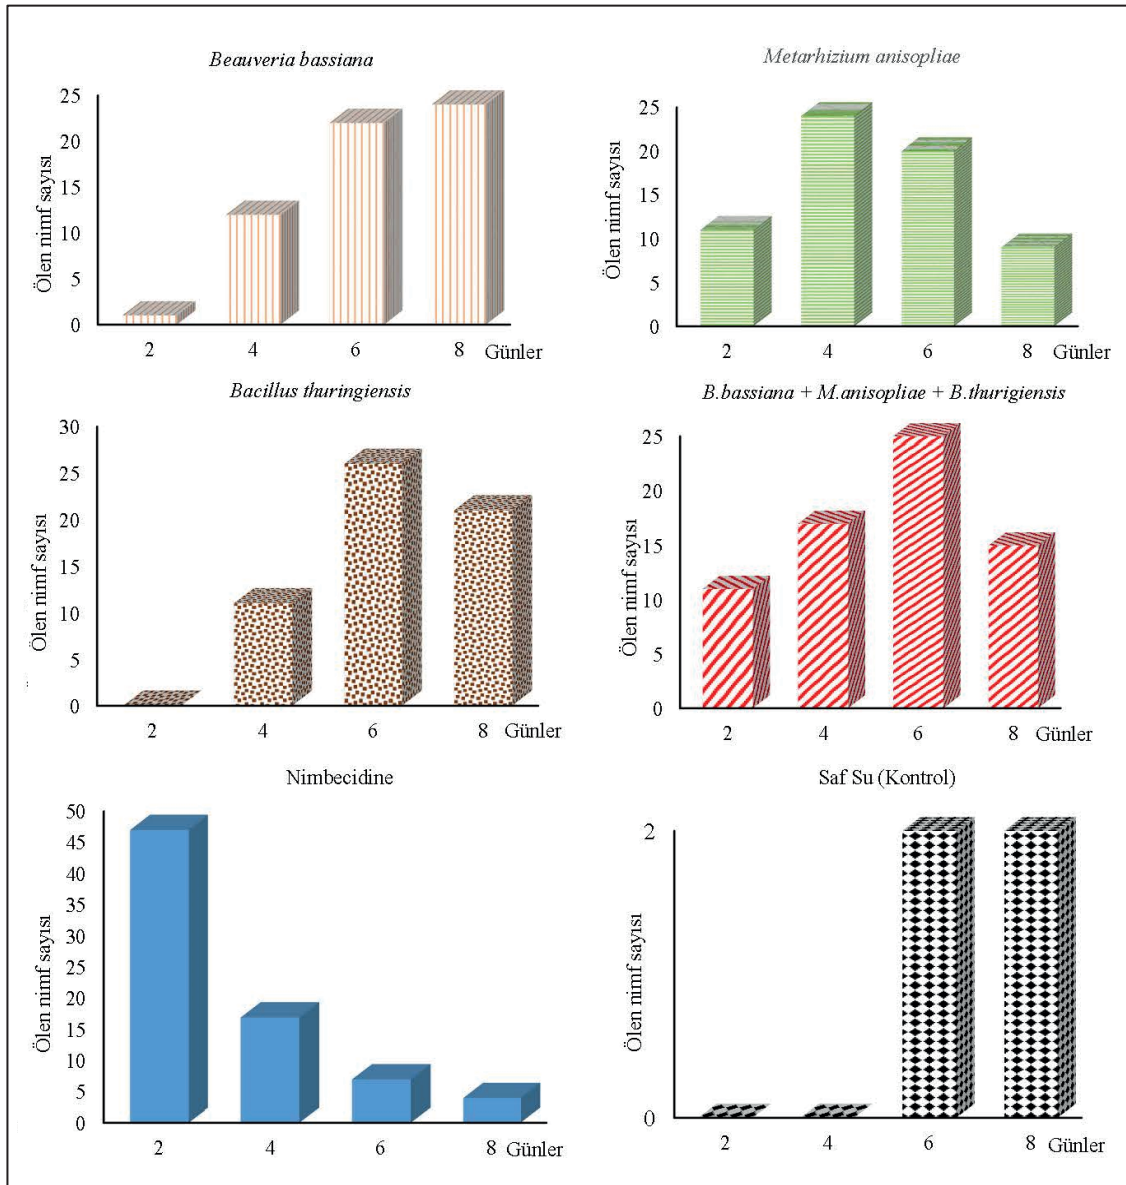 Beauveria bassiana
25
20
15
10
5
0
Ölen nimf sayısı
2 4 6 8 Günler
Metarhizium anisopliae
25
20
15
10
5
0
Ölen nimf sayısı
2 4 6 8 Günler
Bacillus thuringiensis
30
25
20
15
10
5
0
Ölen nimf sayısı
2 4 6 8 Günler
B.bassiana + M.anisopliae + B.thurigiensis
25
20
15
10
5
0
Ölen nimf sayısı
2 4 6 8 Günler
Nimbecidine
50
45
40
35
30
25
20
15
10
5
0
Ölen nimf sayısı
2 4 6 8 Günler
Saf Su (Kontrol)
2
0
Ölen nimf sayısı
2 4 6 8 Günler